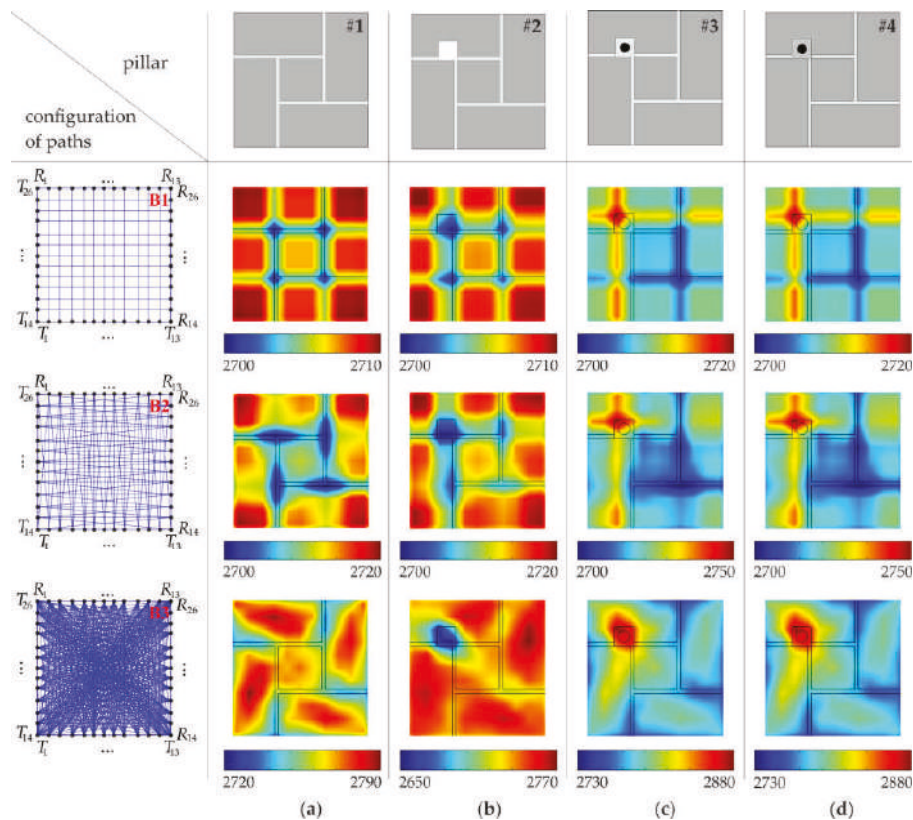 pillar
configuration
of paths
#1 #2 #3 #4
R1 ... R13
T26 B1 R26
... ...
T14 R14
T1 ... T13
2700 2710 2700 2710 2700 2720 2700 2720
R1 ... R13
T26 B2 R26
... ...
T14 R14
T1 ... T13
2700 2720 2700 2720 2700 2750 2700 2750
R1 ... R13
T26 B3 R26
... ...
T14 R14
T1 ... T13
2720 2790 2650 2770 2730 2880 2730 2880
(a) (b) (c) (d)